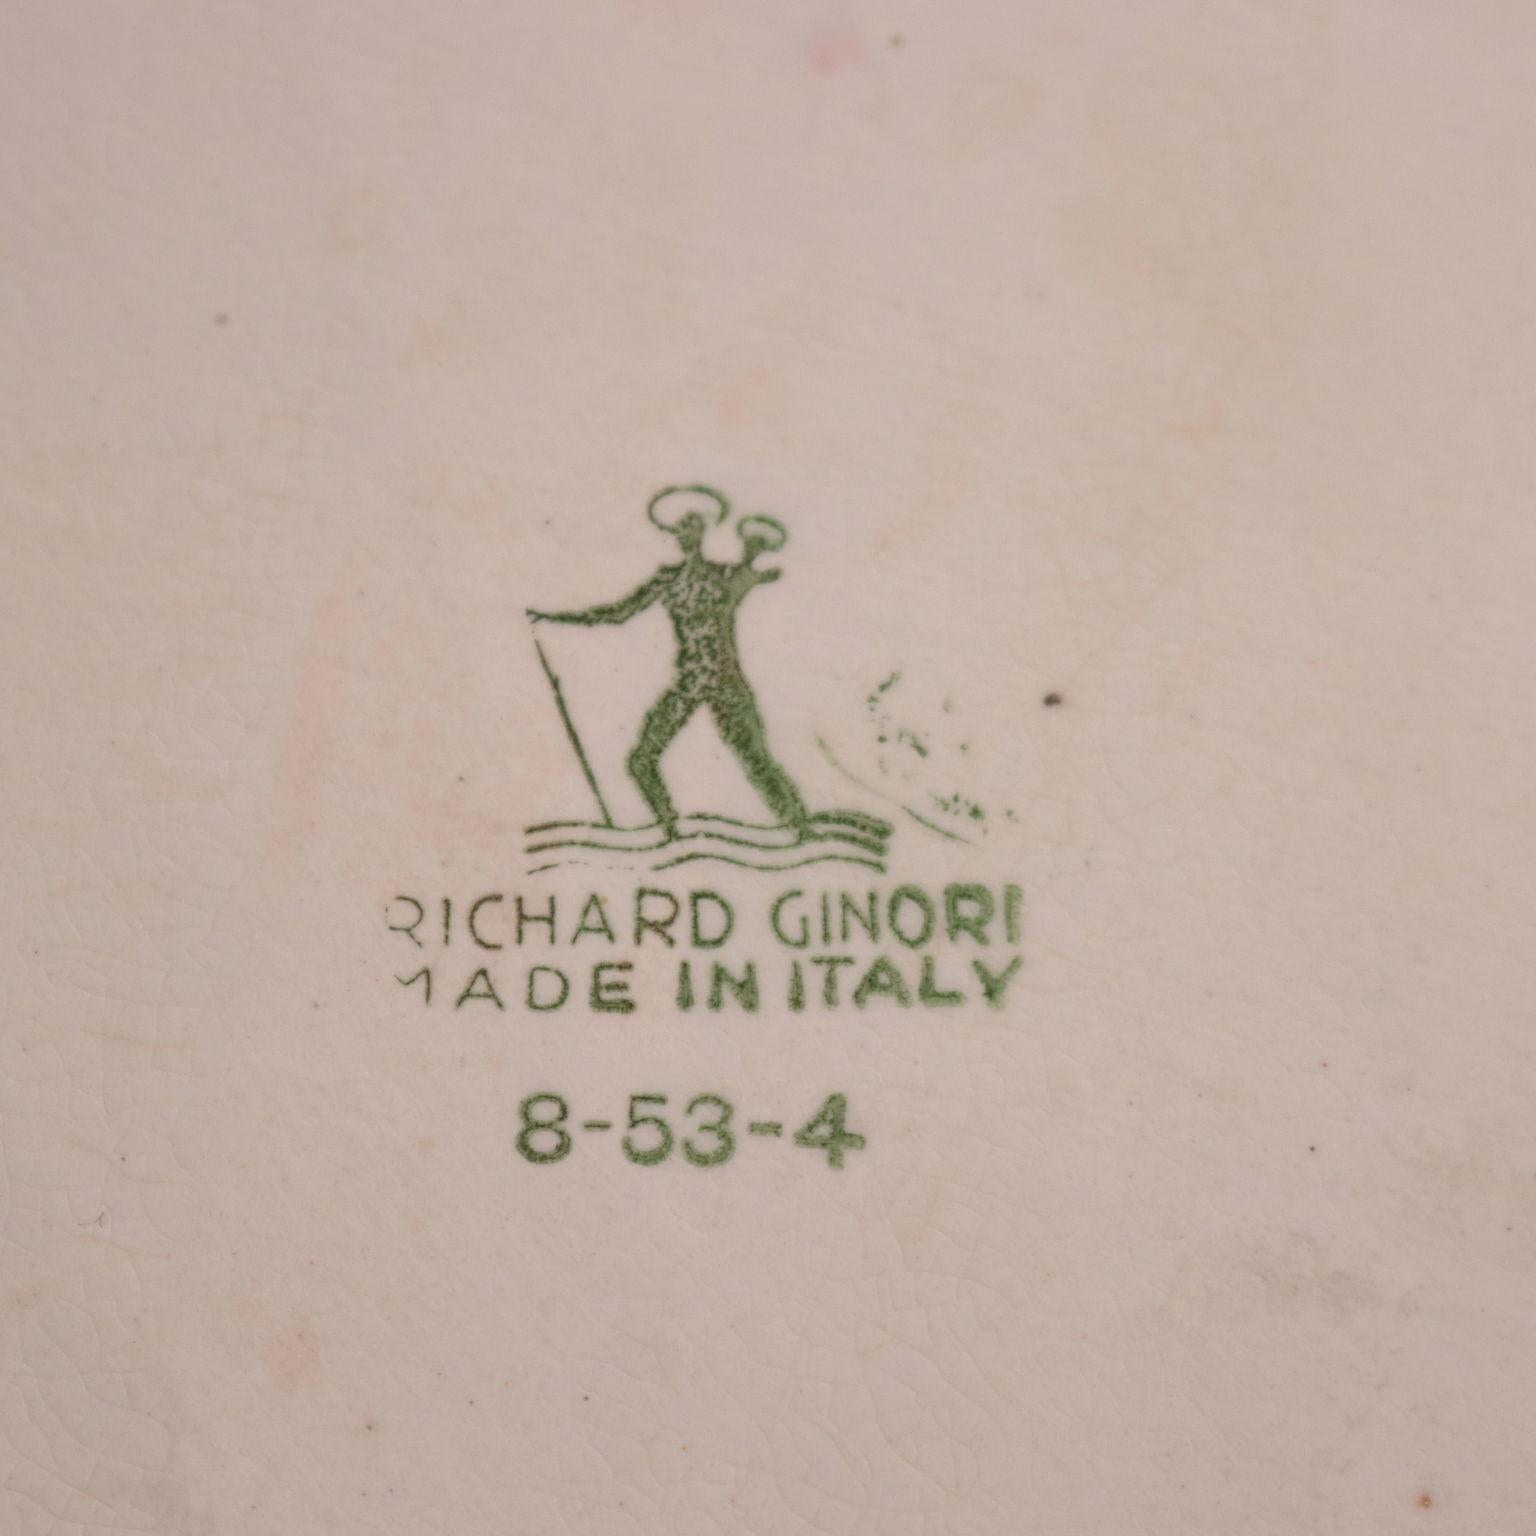 RICHARD GINORI
MADE IN ITALY
8-53-4